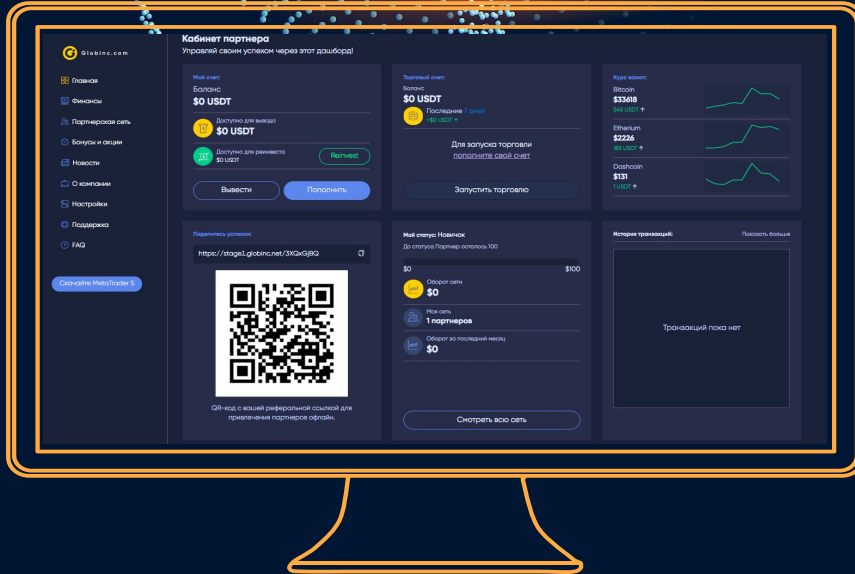 Globinc.com
Главная
Финансы
Партнерская сеть
Бонусы и акции
Новости
О компании
Настройки
Поддержка
FAQ
Скачайте MetaTrader 5
Кабинет партнера
Управляй своим успехом через этот дашборд!
Мой счет:
Баланс
$0 USDT
Доступно для вывода
$0 USDT
Доступно для реинвеста
$0 USDT
Reinvest
Вывести
Пополнить
Торговый счет:
Баланс
$0 USDT
Последние 7 дней
+$0 USDT ↑
Для запуска торговли
пополните свой счет
Запустить торговлю
Курс валют:
Bitcoin
$33618
545 USDT ↑
Etherium
$2226
185 USDT ↑
Dashcoin
$131
1 USDT ↑
Поделитесь успехом:
https://stage1.globinc.net/3XQxGjBQ
QR-код с вашей реферальной ссылкой для
привлечения партнеров офлайн.
Мой статус: Новичок
До статуса Партнер осталось 100
$0 $100
Оборот сети
$0
Моя сеть
1 партнеров
Оборот за последний месяц
$0
Смотреть всю сеть
История транзакций: Показать больше
Транзакций пока нет